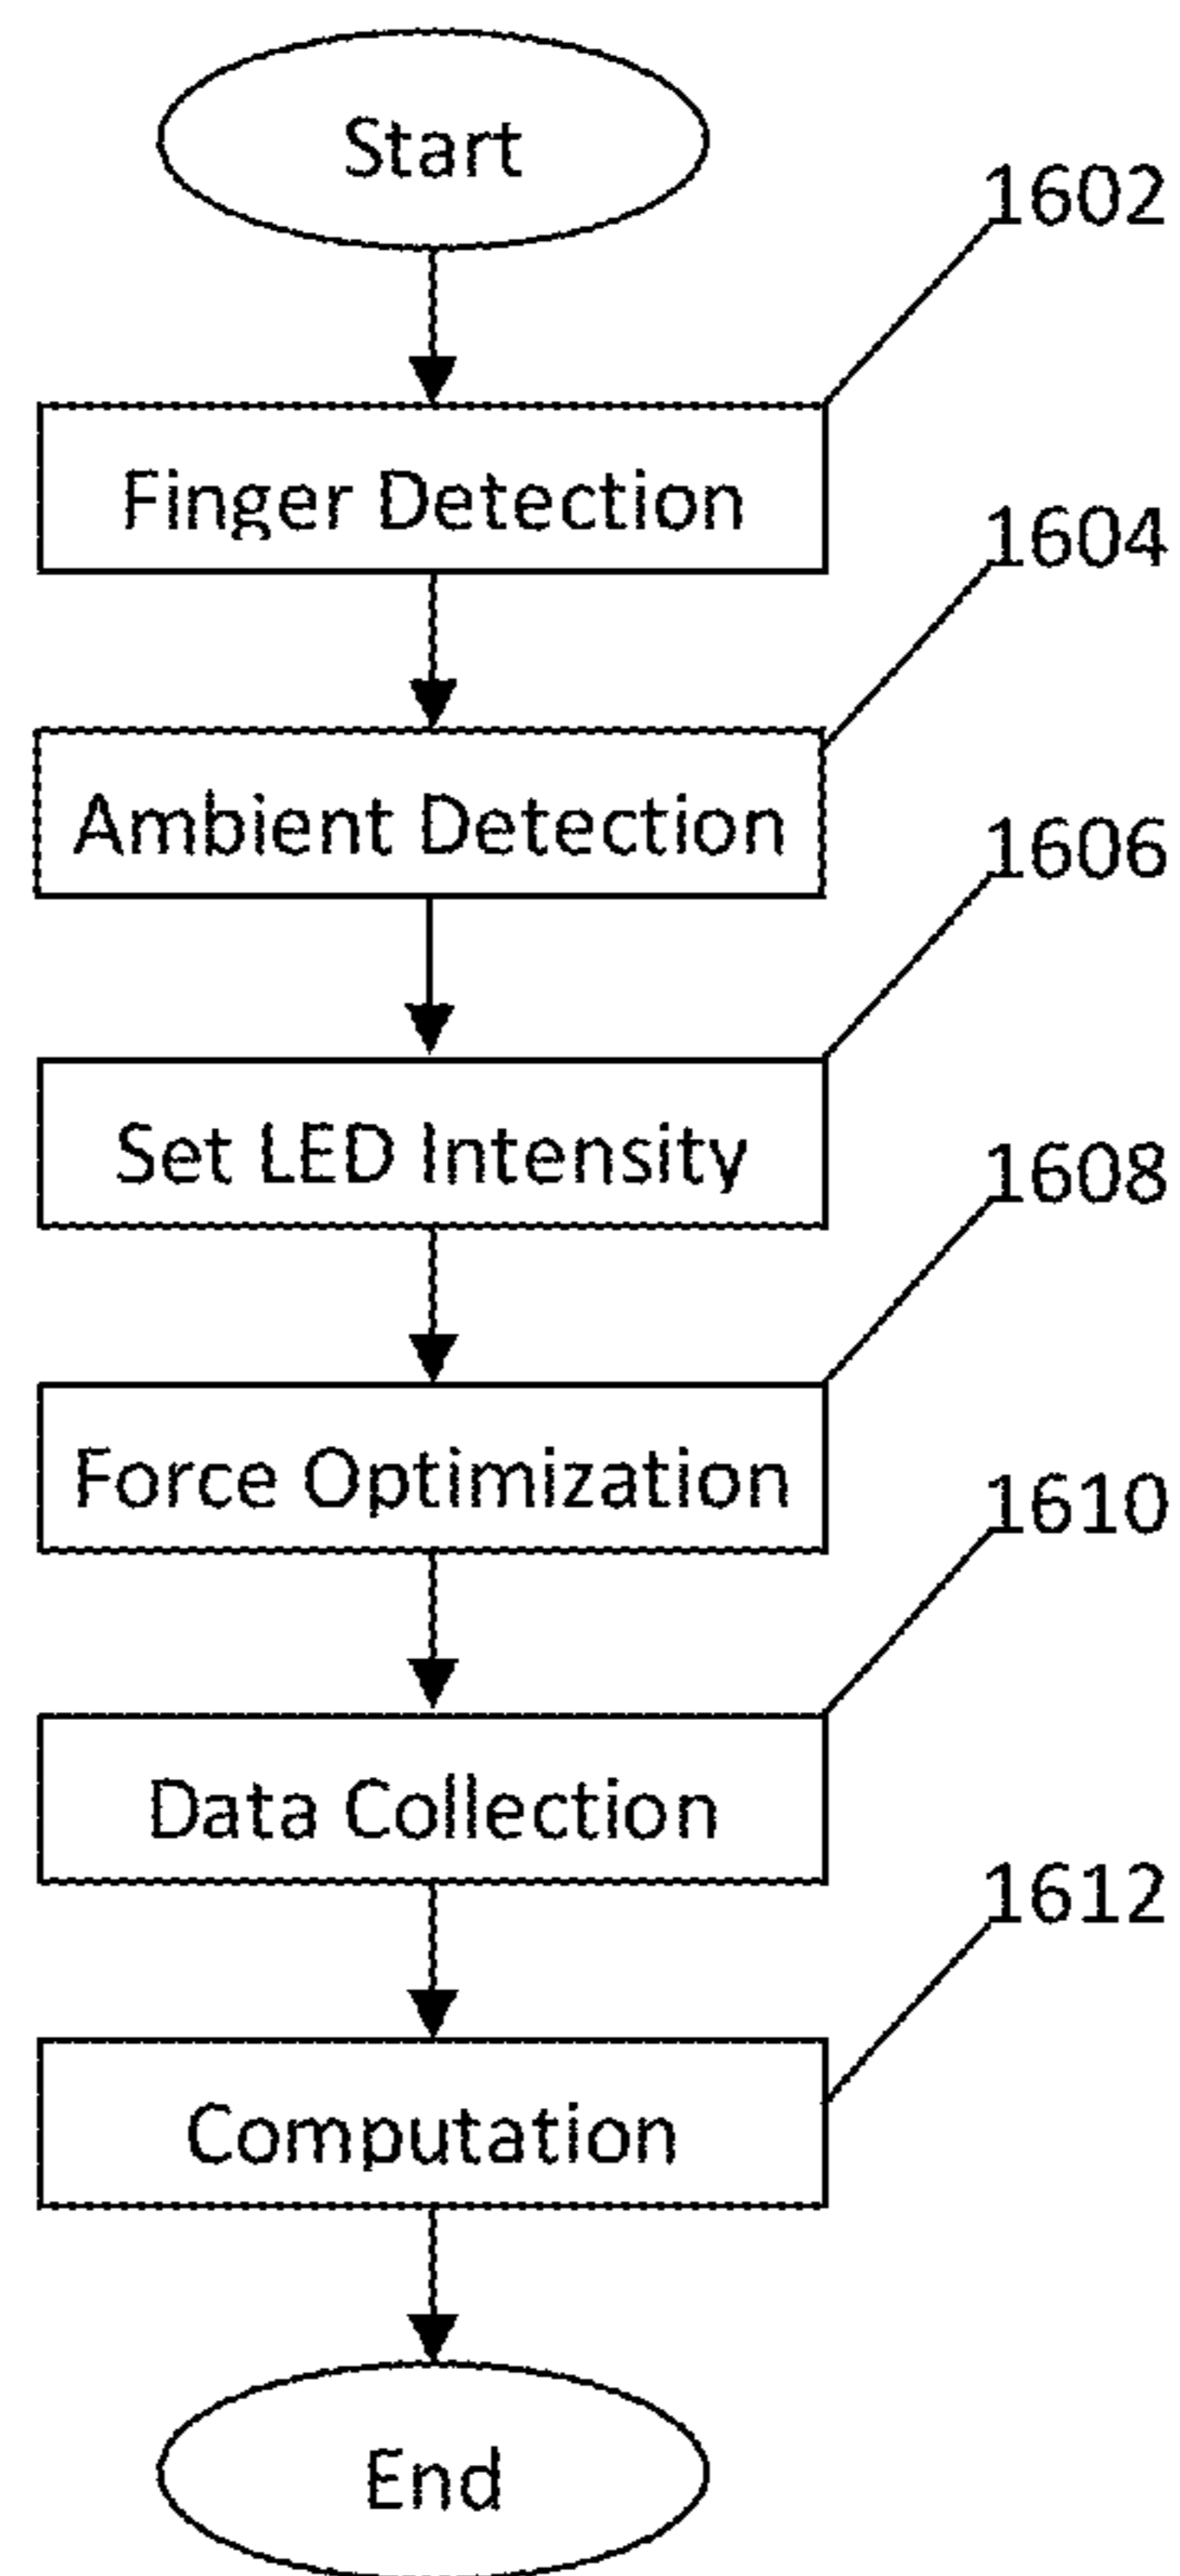 Start
1602
Finger Detection
1604
Ambient Detection
1606
Set LED Intensity
1608
Force Optimization
1610
Data Collection
1612
Computation
End